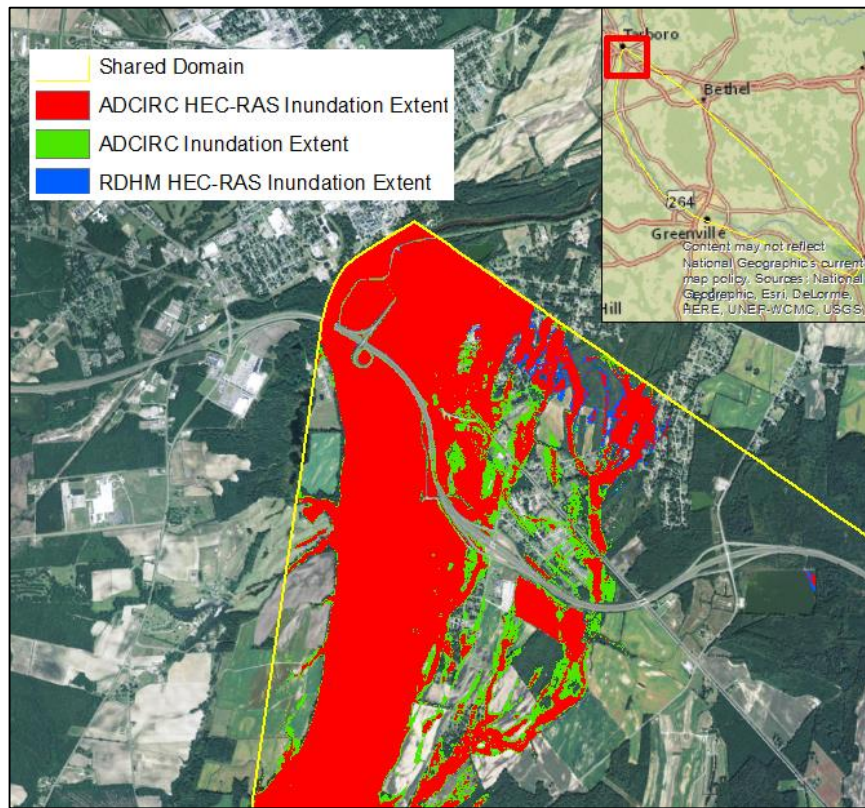 Shared Domain
ADCIRC HEC-RAS Inundation Extent
ADCIRC Inundation Extent
RDHM HEC-RAS Inundation Extent
Tarboro
Bethel
264
Greenville
Content may not reflect
National Geographic's current
map policy. Sources: National
Geographic, Esri, DeLorme,
HERE, UNEP-WCMC, USGS
Hill